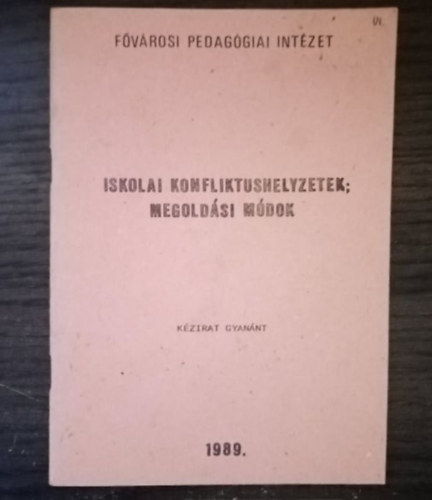 FŐVÁROSI PEDAGÓGIAI INTÉZET
ISKOLAI KONFLIKTUSHELYZETEK;
MEGOLDÁSI MÓDOK
KÉZIRAT GYANÁNT
1989.